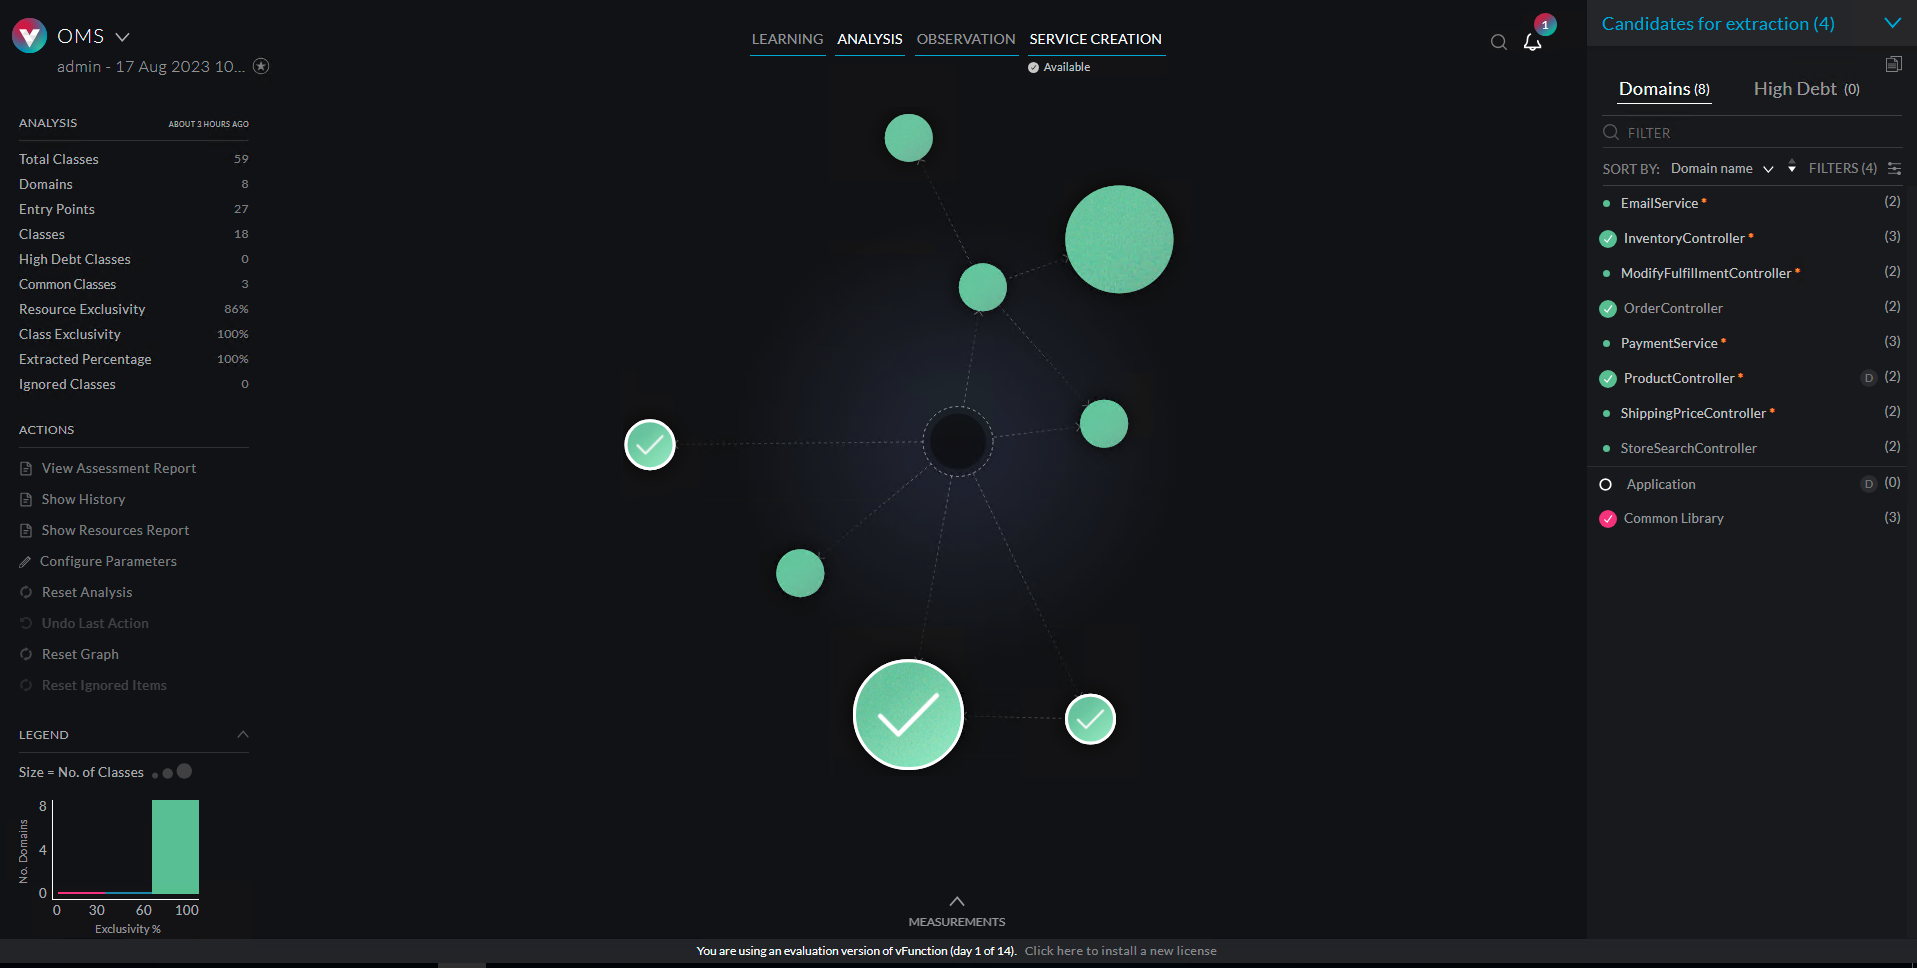 OMS
admin - 17 Aug 2023 10...
LEARNING ANALYSIS OBSERVATION SERVICE CREATION
Available
1
ANALYSIS ABOUT 3 HOURS AGO
Total Classes 59
Domains 8
Entry Points 27
Classes 18
High Debt Classes 0
Common Classes 3
Resource Exclusivity 86%
Class Exclusivity 100%
Extracted Percentage 100%
Ignored Classes 0
ACTIONS
View Assessment Report
Show History
Show Resources Report
Configure Parameters
Reset Analysis
Undo Last Action
Reset Graph
Reset Ignored Items
LEGEND
Size = No. of Classes
No. Domains
8
4
0
0 30 60 100
Exclusivity %
MEASUREMENTS
Candidates for extraction (4)
Domains (8) High Debt (0)
FILTER
SORT BY: Domain name FILTERS (4)
EmailService * (2)
InventoryController * (3)
ModifyFulfillmentController * (2)
OrderController (2)
PaymentService * (3)
ProductController * D (2)
ShippingPriceController * (2)
StoreSearchController (2)
Application D (0)
Common Library (3)
You are using an evaluation version of vFunction (day 1 of 14). Click here to install a new license